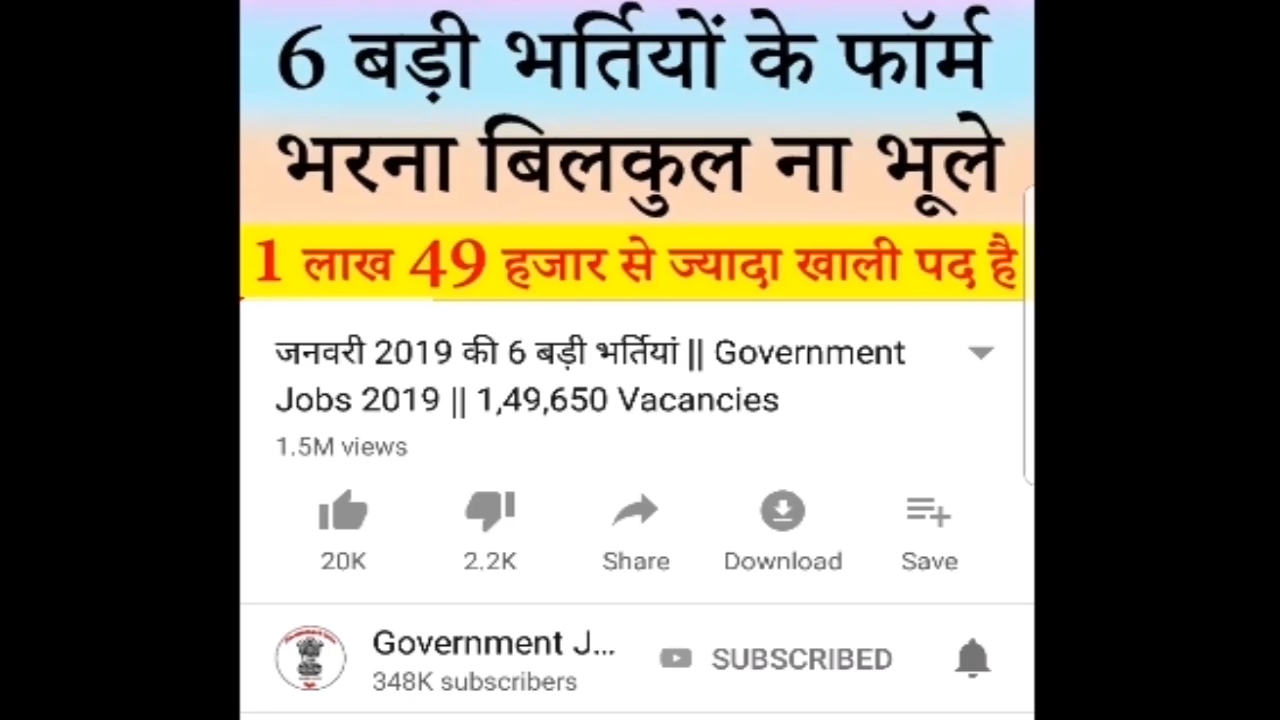 6 बड़ी भर्तियों के फॉर्म
भरना बिलकुल ना भूले
1 लाख 49 हजार से ज्यादा खाली पद है
जनवरी 2019 की 6 बड़ी भर्तियां || Government
Jobs 2019 || 1,49,650 Vacancies
1.5M views
20K 2.2K Share Download Save
Government J...
SUBSCRIBED
348K subscribers